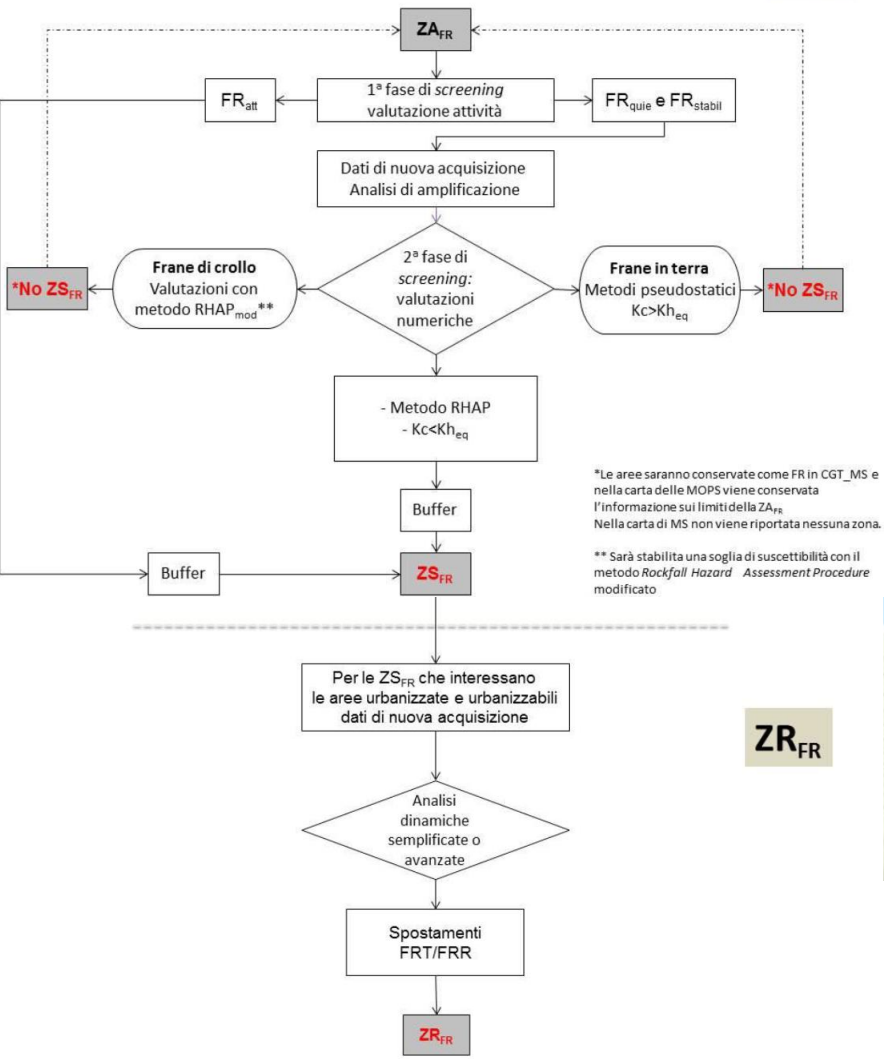 ZA_FR
FR_att
1ª fase di screening
valutazione attività
FR_quie e FR_stabil
Dati di nuova acquisizione
Analisi di amplificazione
2ª fase di
screening:
valutazioni
numeriche
*No ZS_FR
Frane di crollo
Valutazioni con
metodo RHAP_mod**
Frane in terra
Metodi pseudostatici
Kc>Kh_eq
*No ZS_FR
- Metodo RHAP
- Kc<Kh_eq
Buffer
*Le aree saranno conservate come FR in CGT_MS e
nella carta delle MOPS viene conservata
l'informazione sui limiti della ZA_FR
Nella carta di MS non viene riportata nessuna zona.
** Sarà stabilita una soglia di suscettibilità con il
metodo Rockfall Hazard Assessment Procedure
modificato
Buffer
ZS_FR
Per le ZS_FR che interessano
le aree urbanizzate e urbanizzabili
dati di nuova acquisizione
ZR_FR
Analisi
dinamiche
semplificate o
avanzate
Spostamenti
FRT/FRR
ZR_FR